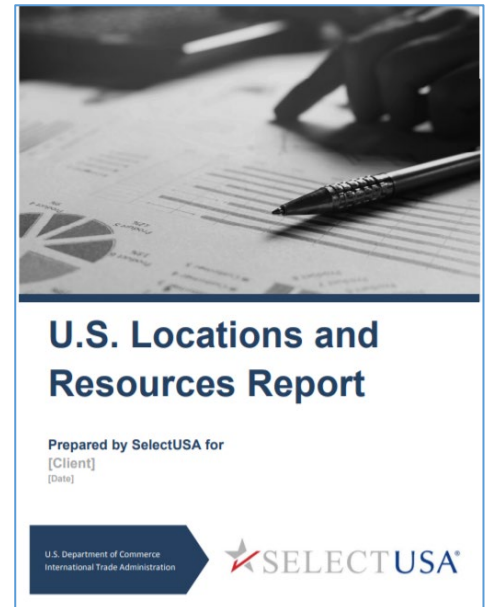 U.S. Locations and
Resources Report
Prepared by SelectUSA for
[Client]
[Date]
U.S. Department of Commerce
International Trade Administration
SELECTUSA®